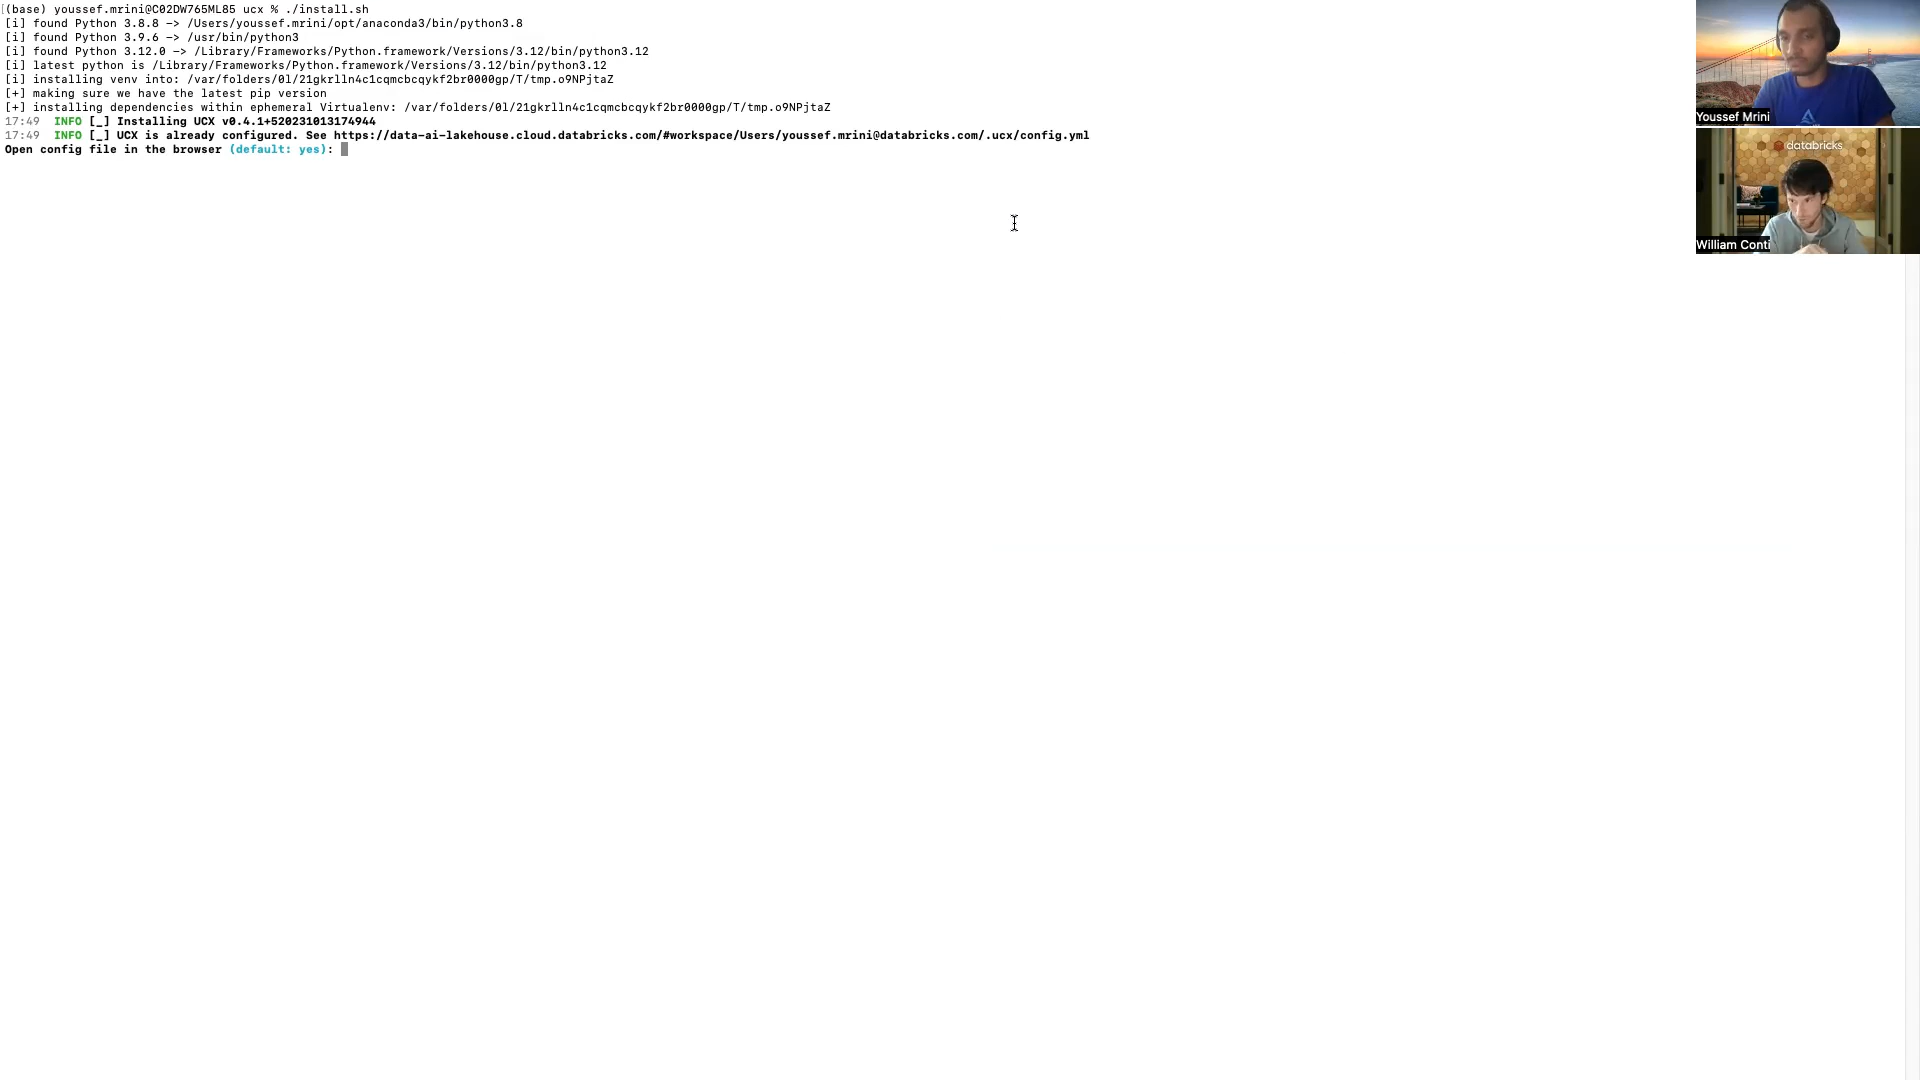 (base) youssef.mrini@C02DW765ML85 ucx % ./install.sh
[i] found Python 3.8.8 -> /Users/youssef.mrini/opt/anaconda3/bin/python3.8
[i] found Python 3.9.6 -> /usr/bin/python3
[i] found Python 3.12.0 -> /Library/Frameworks/Python.framework/Versions/3.12/bin/python3.12
[i] latest python is /Library/Frameworks/Python.framework/Versions/3.12/bin/python3.12
[i] installing venv into: /var/folders/0l/21gkrlln4c1cqmcbcqykf2br0000gp/T/tmp.o9NPjtaZ
[+] making sure we have the latest pip version
[+] installing dependencies within ephemeral Virtualenv: /var/folders/0l/21gkrlln4c1cqmcbcqykf2br0000gp/T/tmp.o9NPjtaZ
17:49 INFO [_] Installing UCX v0.4.1+520231013174944
17:49 INFO [_] UCX is already configured. See https://data-ai-lakehouse.cloud.databricks.com/#workspace/Users/youssef.mrini@databricks.com/.ucx/config.yml
Open config file in the browser (default: yes):
Youssef Mrini
databricks
William Conti